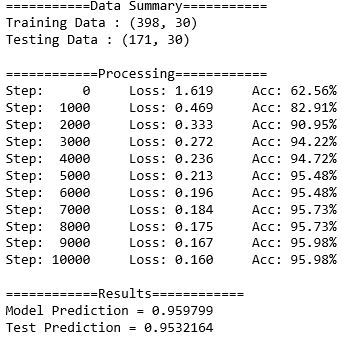 ===========Data Summary===========
Training Data : (398, 30)
Testing Data : (171, 30)
============Processing============
Step:     0     Loss: 1.619     Acc: 62.56%
Step:  1000     Loss: 0.469     Acc: 82.91%
Step:  2000     Loss: 0.333     Acc: 90.95%
Step:  3000     Loss: 0.272     Acc: 94.22%
Step:  4000     Loss: 0.236     Acc: 94.72%
Step:  5000     Loss: 0.213     Acc: 95.48%
Step:  6000     Loss: 0.196     Acc: 95.48%
Step:  7000     Loss: 0.184     Acc: 95.73%
Step:  8000     Loss: 0.175     Acc: 95.73%
Step:  9000     Loss: 0.167     Acc: 95.98%
Step: 10000     Loss: 0.160     Acc: 95.98%
============Results============
Model Prediction = 0.959799
Test Prediction = 0.9532164